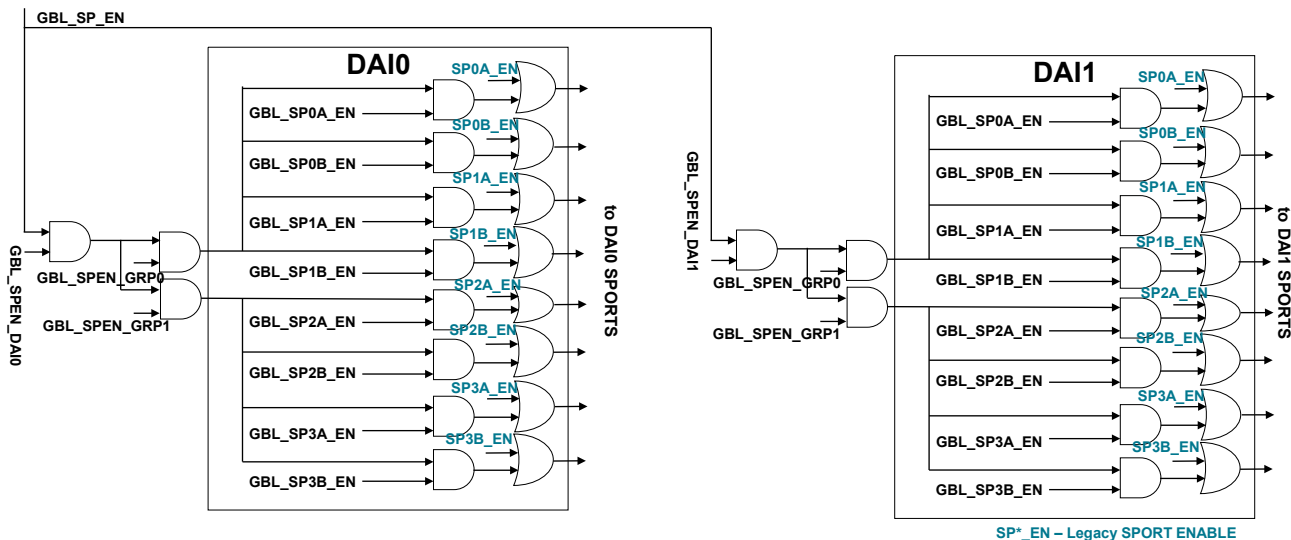 GBL_SP_EN
DAI0
SP0A_EN
GBL_SP0A_EN
SP0B_EN
GBL_SP0B_EN
SP1A_EN
GBL_SP1A_EN
SP1B_EN
GBL_SP1B_EN
SP2A_EN
GBL_SP2A_EN
SP2B_EN
GBL_SP2B_EN
SP3A_EN
GBL_SP3A_EN
SP3B_EN
GBL_SP3B_EN
GBL_SPEN_GRP0
GBL_SPEN_GRP1
GBL_SPEN_DAI0
to DAI0 SPORTS
GBL_SPEN_DAI1
GBL_SPEN_GRP0
GBL_SPEN_GRP1
DAI1
SP0A_EN
GBL_SP0A_EN
SP0B_EN
GBL_SP0B_EN
SP1A_EN
GBL_SP1A_EN
SP1B_EN
GBL_SP1B_EN
SP2A_EN
GBL_SP2A_EN
SP2B_EN
GBL_SP2B_EN
SP3A_EN
GBL_SP3A_EN
SP3B_EN
GBL_SP3B_EN
to DAI1 SPORTS
SP*_EN – Legacy SPORT ENABLE